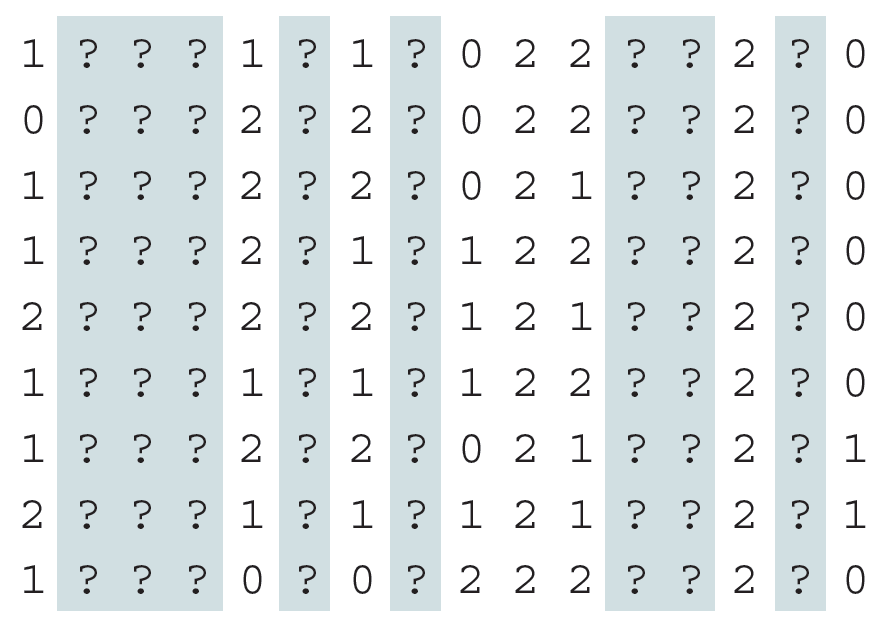 1 ? ? ? 1 ? 1 ? 0 2 2 ? ? 2 ? 0
0 ? ? ? 2 ? 2 ? 0 2 2 ? ? 2 ? 0
1 ? ? ? 2 ? 2 ? 0 2 1 ? ? 2 ? 0
1 ? ? ? 2 ? 1 ? 1 2 2 ? ? 2 ? 0
2 ? ? ? 2 ? 2 ? 1 2 1 ? ? 2 ? 0
1 ? ? ? 1 ? 1 ? 1 2 2 ? ? 2 ? 0
1 ? ? ? 2 ? 2 ? 0 2 1 ? ? 2 ? 1
2 ? ? ? 1 ? 1 ? 1 2 1 ? ? 2 ? 1
1 ? ? ? 0 ? 0 ? 2 2 2 ? ? 2 ? 0